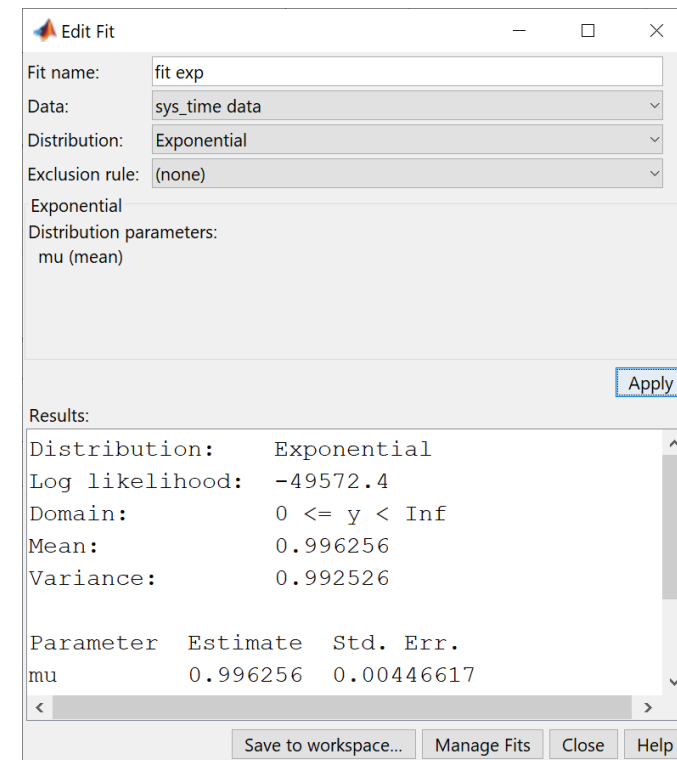 Edit Fit
Fit name: fit exp
Data: sys_time data
Distribution: Exponential
Exclusion rule: (none)
Exponential
Distribution parameters:
mu (mean)
Apply
Results:
Distribution: Exponential
Log likelihood: -49572.4
Domain: 0 <= y < Inf
Mean: 0.996256
Variance: 0.992526
Parameter Estimate Std. Err.
mu 0.996256 0.00446617
Save to workspace... Manage Fits Close Help